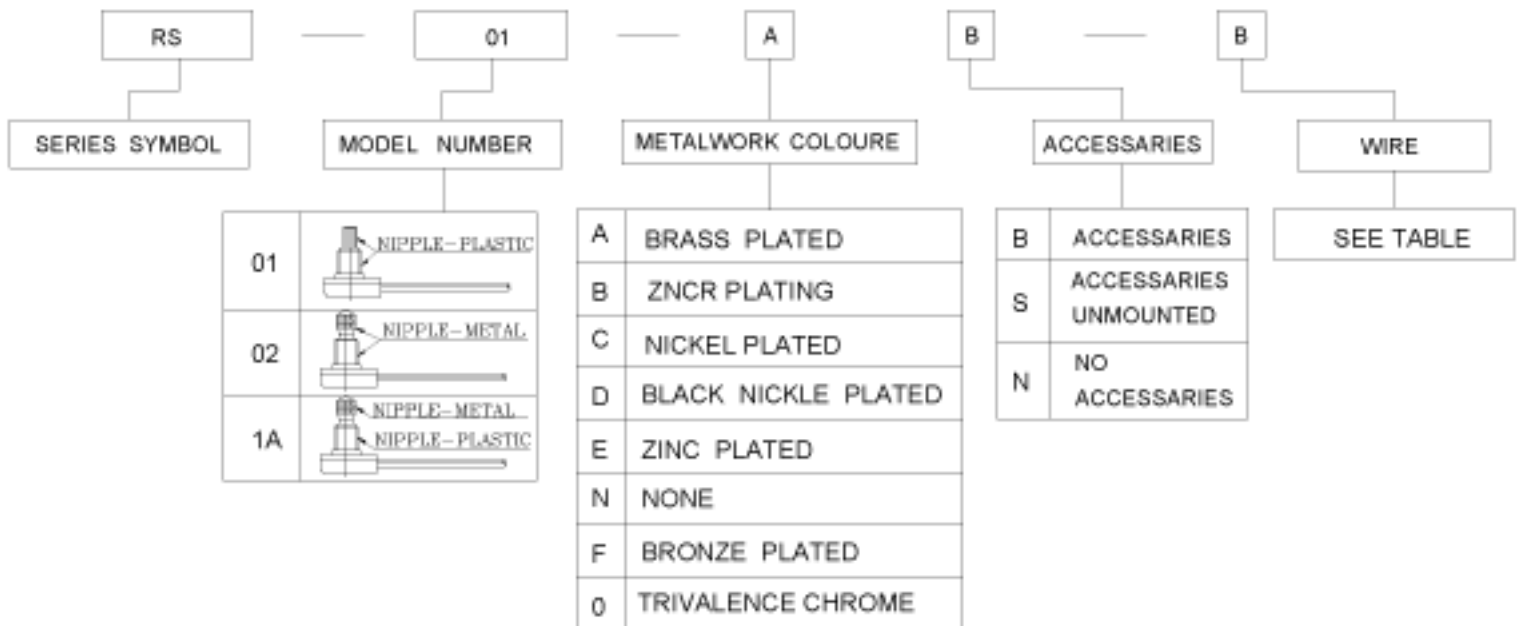 RS — 01 — A B — B
SERIES SYMBOL
MODEL NUMBER
METALWORK COLOURE
ACCESSARIES
WIRE
01 NIPPLE-PLASTIC
02 NIPPLE-METAL
1A NIPPLE-METAL
NIPPLE-PLASTIC
A BRASS PLATED
B ZNCR PLATING
C NICKEL PLATED
D BLACK NICKLE PLATED
E ZINC PLATED
N NONE
F BRONZE PLATED
0 TRIVALENCE CHROME
B ACCESSARIES
S ACCESSARIES
UNMOUNTED
N NO
ACCESSARIES
SEE TABLE